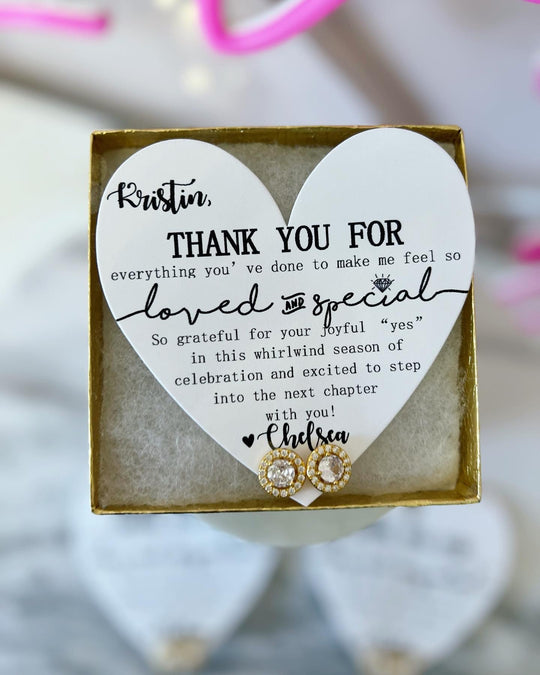 Kristin,
THANK YOU FOR
everything you've done to make me feel so
loved AND special
So grateful for your joyful "yes"
in this whirlwind season of
celebration and excited to step
into the next chapter
with you!
Chelsea